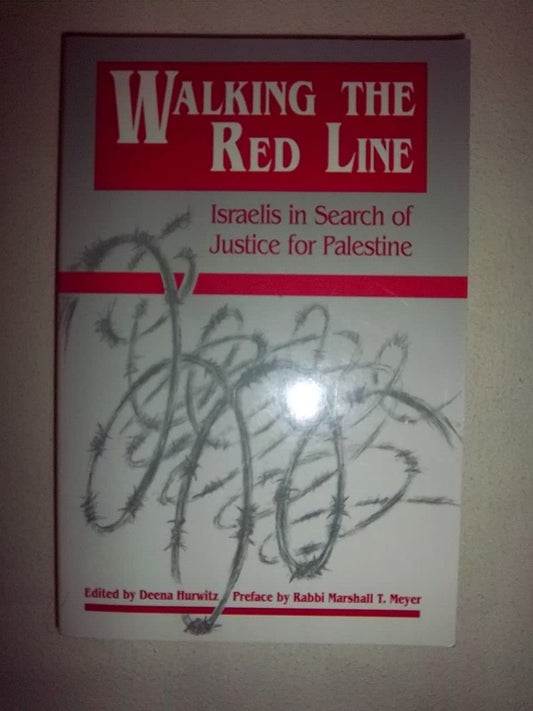 WALKING THE
RED LINE
Israelis in Search of
Justice for Palestine
Edited by Deena Hurwitz Preface by Rabbi Marshall T. Meyer